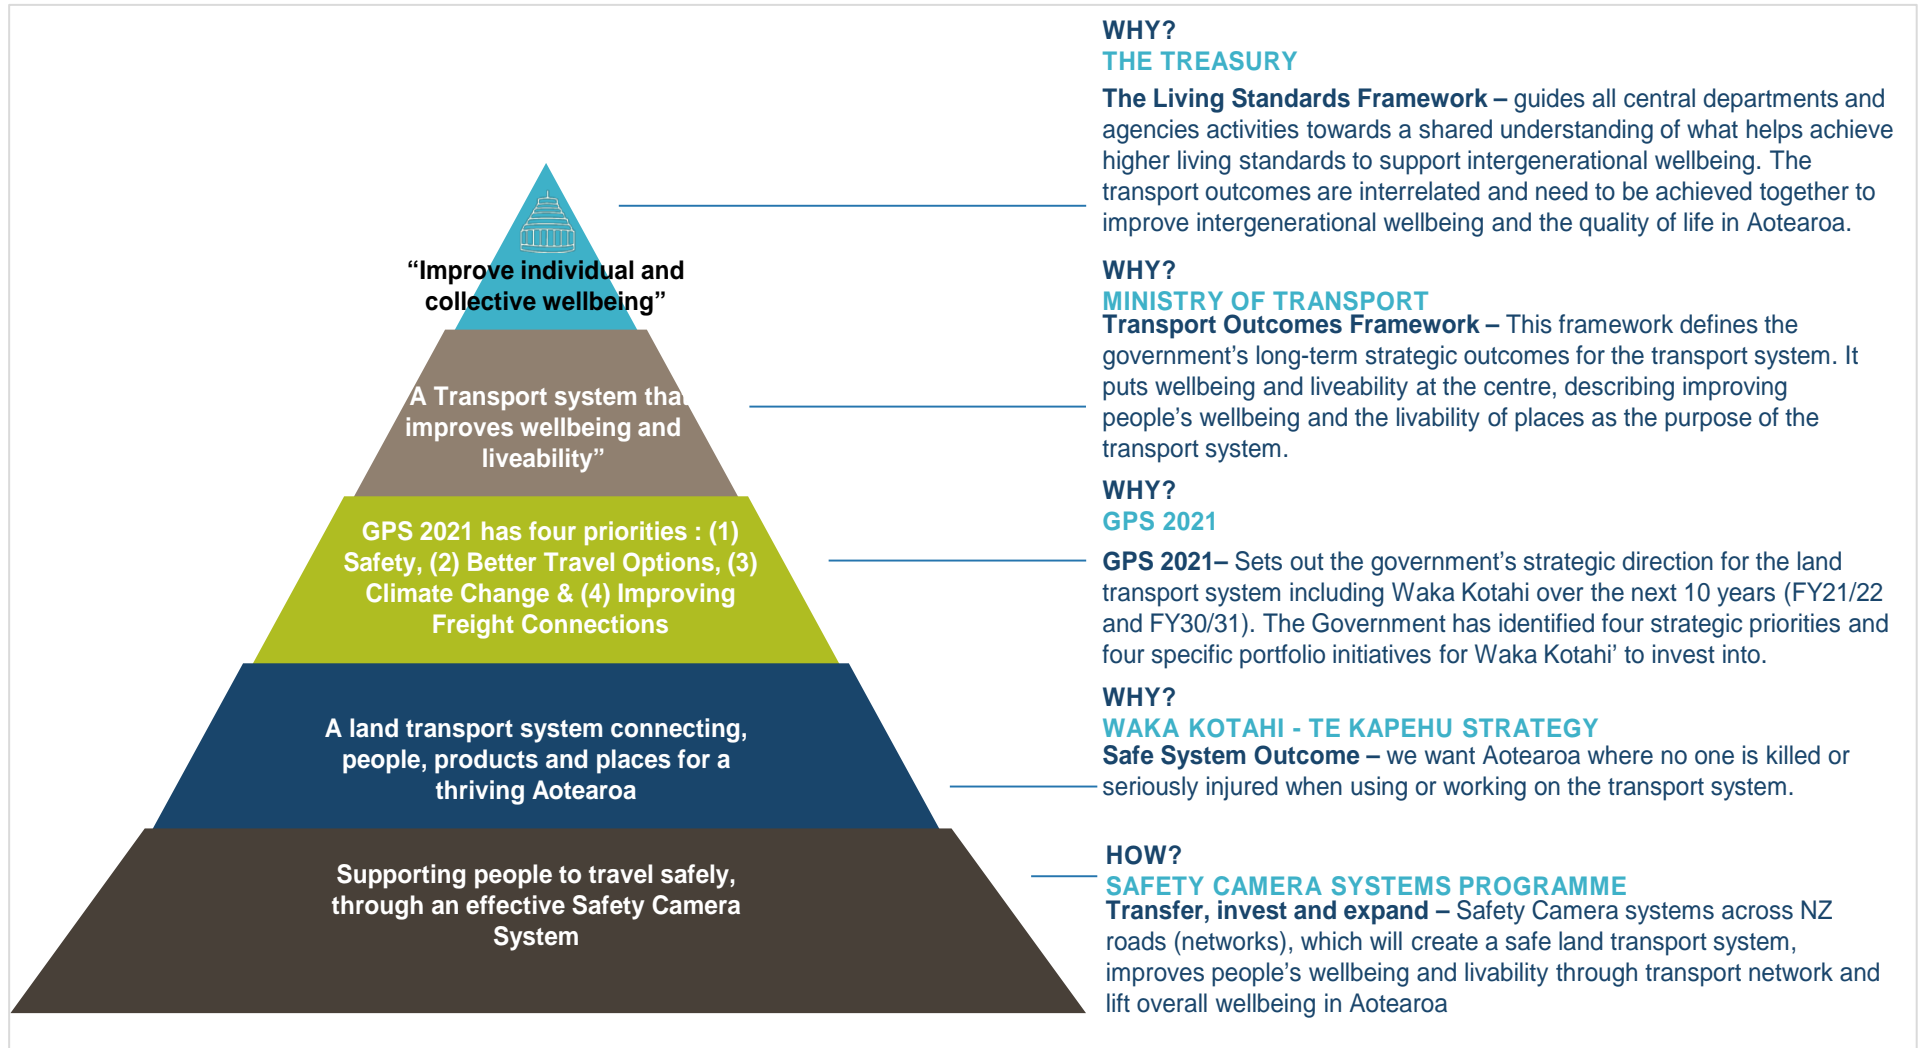 “Improve individual and
collective wellbeing”
A Transport system that
improves wellbeing and
liveability”
GPS 2021 has four priorities : (1)
Safety, (2) Better Travel Options, (3)
Climate Change & (4) Improving
Freight Connections
A land transport system connecting,
people, products and places for a
thriving Aotearoa
Supporting people to travel safely,
through an effective Safety Camera
System
WHY?
THE TREASURY
The Living Standards Framework – guides all central departments and
agencies activities towards a shared understanding of what helps achieve
higher living standards to support intergenerational wellbeing. The
transport outcomes are interrelated and need to be achieved together to
improve intergenerational wellbeing and the quality of life in Aotearoa.
WHY?
MINISTRY OF TRANSPORT
Transport Outcomes Framework – This framework defines the
government’s long-term strategic outcomes for the transport system. It
puts wellbeing and liveability at the centre, describing improving
people’s wellbeing and the livability of places as the purpose of the
transport system.
WHY?
GPS 2021
GPS 2021– Sets out the government’s strategic direction for the land
transport system including Waka Kotahi over the next 10 years (FY21/22
and FY30/31). The Government has identified four strategic priorities and
four specific portfolio initiatives for Waka Kotahi’ to invest into.
WHY?
WAKA KOTAHI - TE KAPEHU STRATEGY
Safe System Outcome – we want Aotearoa where no one is killed or
seriously injured when using or working on the transport system.
HOW?
SAFETY CAMERA SYSTEMS PROGRAMME
Transfer, invest and expand – Safety Camera systems across NZ
roads (networks), which will create a safe land transport system,
improves people’s wellbeing and livability through transport network and
lift overall wellbeing in Aotearoa